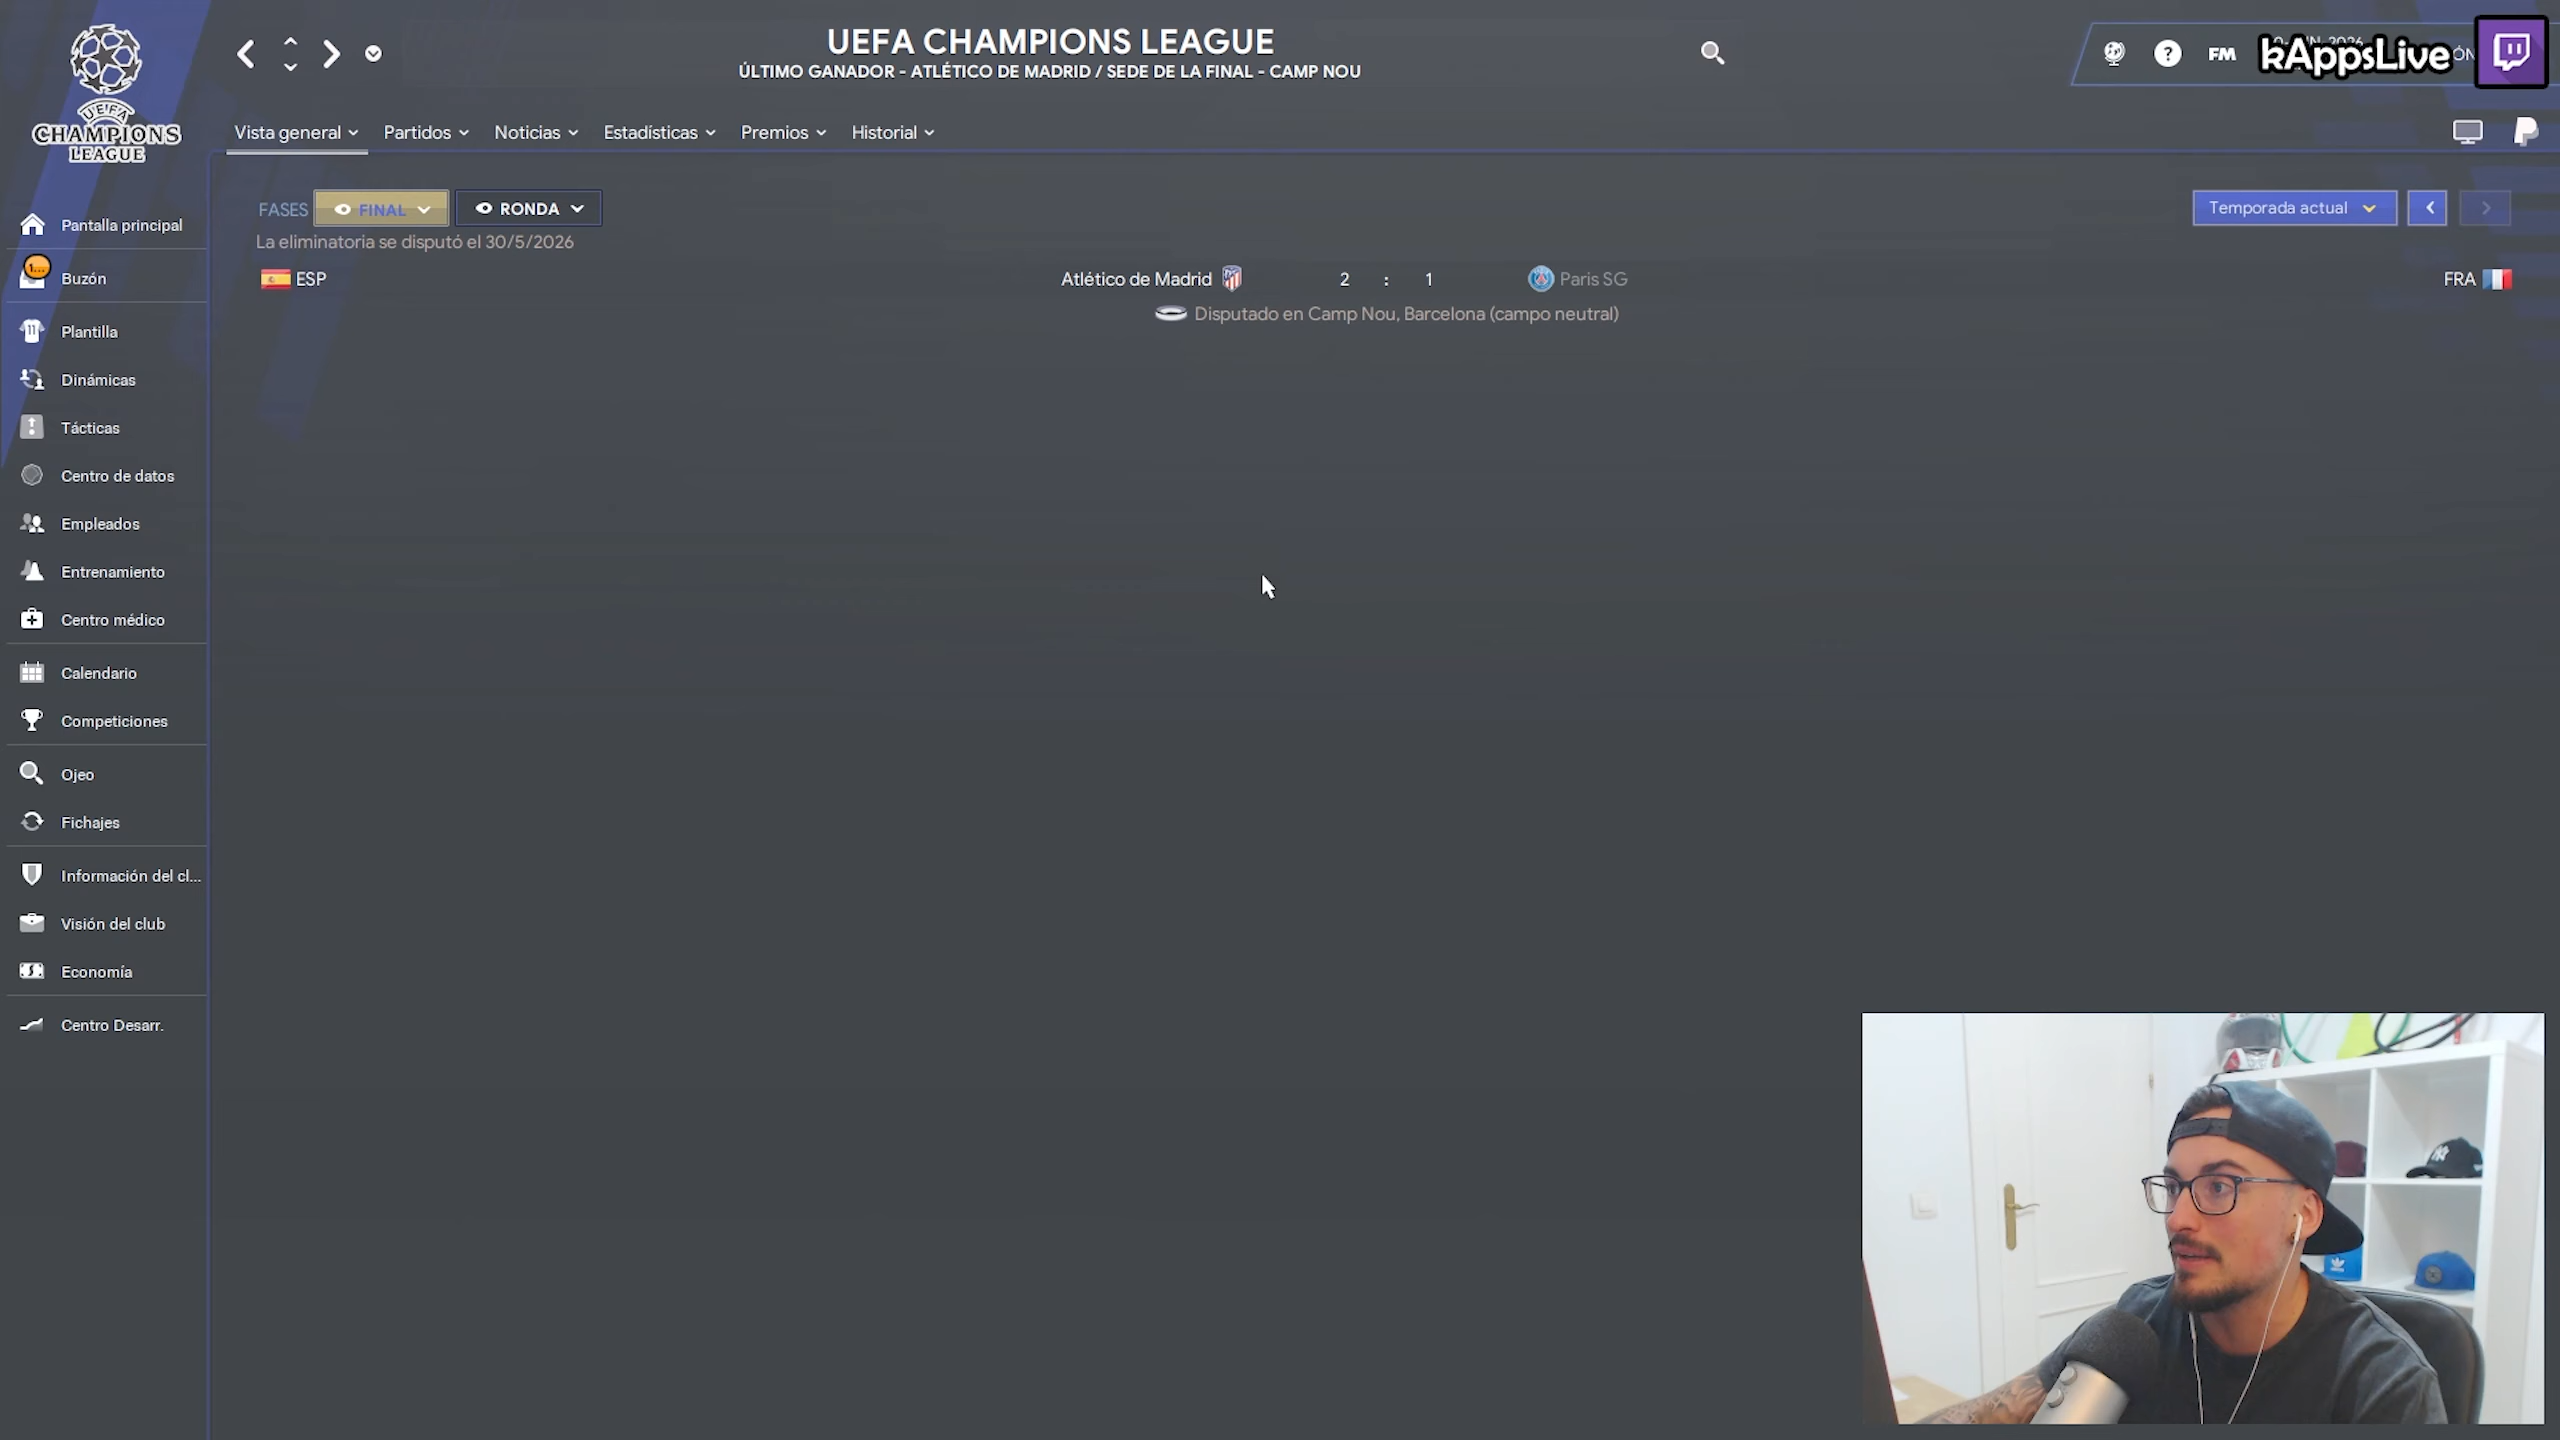 UEFA CHAMPIONS LEAGUE
ÚLTIMO GANADOR - ATLÉTICO DE MADRID / SEDE DE LA FINAL - CAMP NOU
UEFA
CHAMPIONS
LEAGUE
FM
kAppsLive
Vista general
Partidos
Noticias
Estadísticas
Premios
Historial
FASES
FINAL
RONDA
Temporada actual
La eliminatoria se disputó el 30/5/2026
ESP
Atlético de Madrid
2 : 1
Paris SG
FRA
Disputado en Camp Nou, Barcelona (campo neutral)
Pantalla principal
1...
Buzón
11
Plantilla
Dinámicas
Tácticas
Centro de datos
Empleados
Entrenamiento
Centro médico
Calendario
Competiciones
Ojeo
Fichajes
Información del cl...
Visión del club
Economía
Centro Desarr.